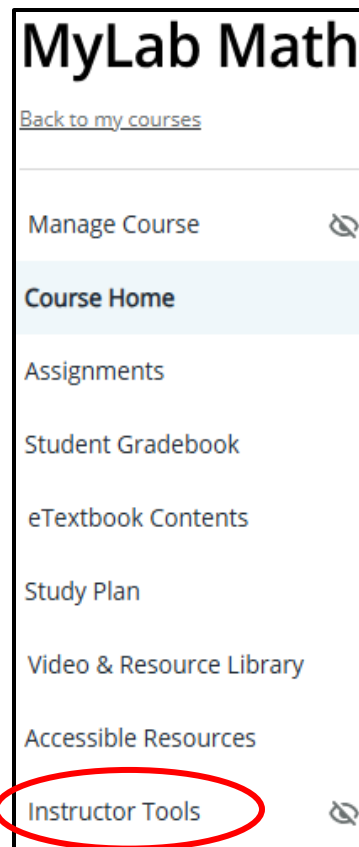 MyLab Math
Back to my courses
Manage Course
Course Home
Assignments
Student Gradebook
eTextbook Contents
Study Plan
Video & Resource Library
Accessible Resources
Instructor Tools